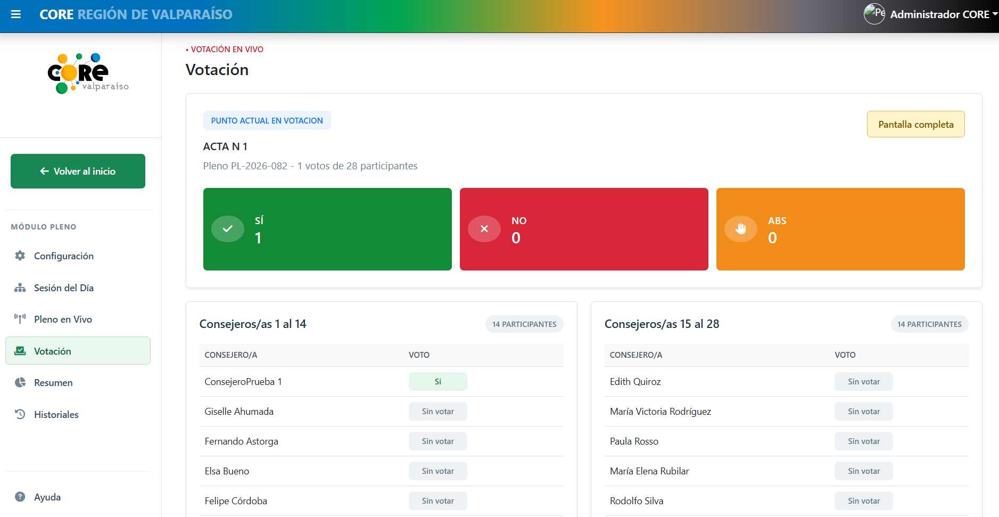 CORE REGIÓN DE VALPARAÍSO
Pe
Administrador CORE
CORE
valparaíso
Volver al inicio
MÓDULO PLENO
Configuración
Sesión del Día
Pleno en Vivo
Votación
Resumen
Historiales
Ayuda
• VOTACIÓN EN VIVO
Votación
PUNTO ACTUAL EN VOTACION
Pantalla completa
ACTA N 1
Pleno PL-2026-082 - 1 votos de 28 participantes
SÍ
1
NO
0
ABS
0
Consejeros/as 1 al 14
14 PARTICIPANTES
CONSEJERO/A VOTO
ConsejeroPrueba 1 Sí
Giselle Ahumada Sin votar
Fernando Astorga Sin votar
Elsa Bueno Sin votar
Felipe Córdoba Sin votar
Consejeros/as 15 al 28
14 PARTICIPANTES
CONSEJERO/A VOTO
Edith Quiroz Sin votar
María Victoria Rodríguez Sin votar
Paula Rosso Sin votar
María Elena Rubilar Sin votar
Rodolfo Silva Sin votar